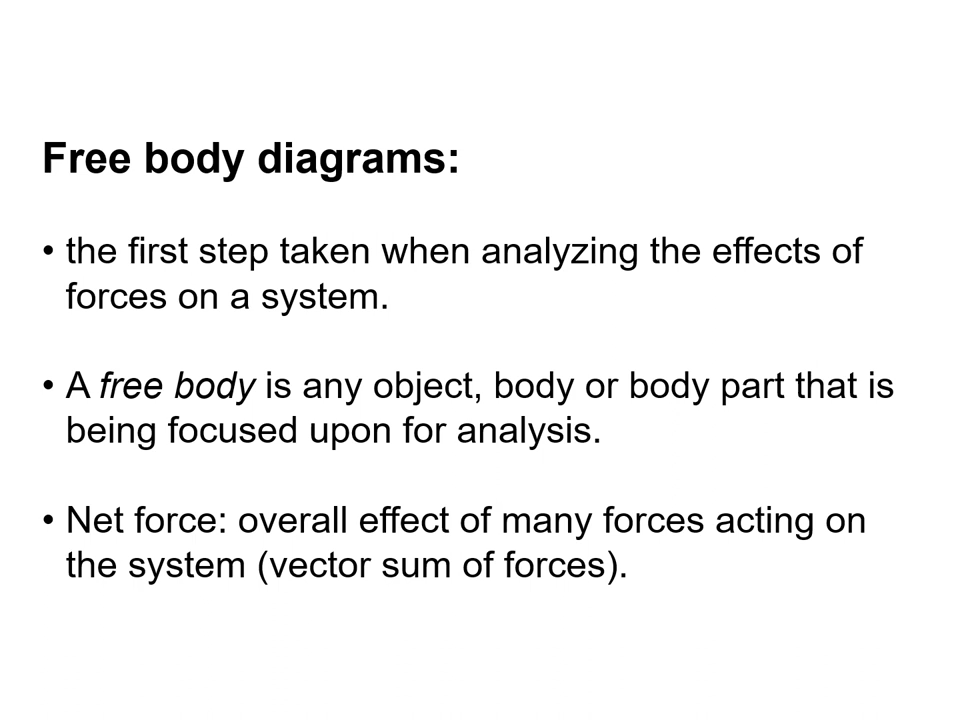 Free body diagrams:
• the first step taken when analyzing the effects of
forces on a system.
• A free body is any object, body or body part that is
being focused upon for analysis.
• Net force: overall effect of many forces acting on
the system (vector sum of forces).